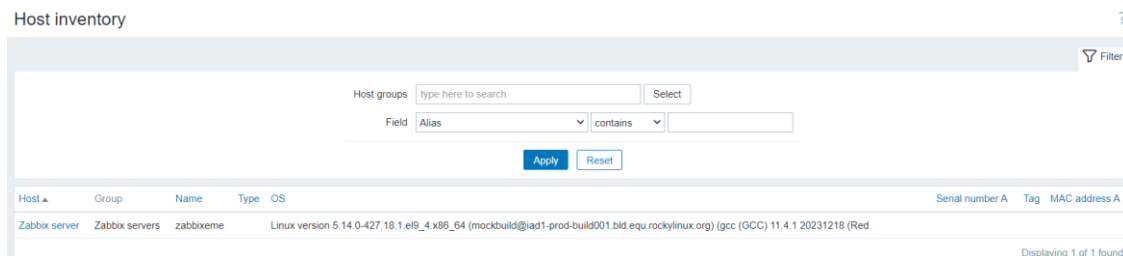 Host inventory
?
Filter
Host groups type here to search Select
Field Alias contains
Apply Reset
Host Group Name Type OS Serial number A Tag MAC address A
Zabbix server Zabbix servers zabbixeme Linux version 5.14.0-427.18.1.el9_4.x86_64 (mockbuild@iad1-prod-build001.bld.equ.rockylinux.org) (gcc (GCC) 11.4.1 20231218 (Red
Displaying 1 of 1 found